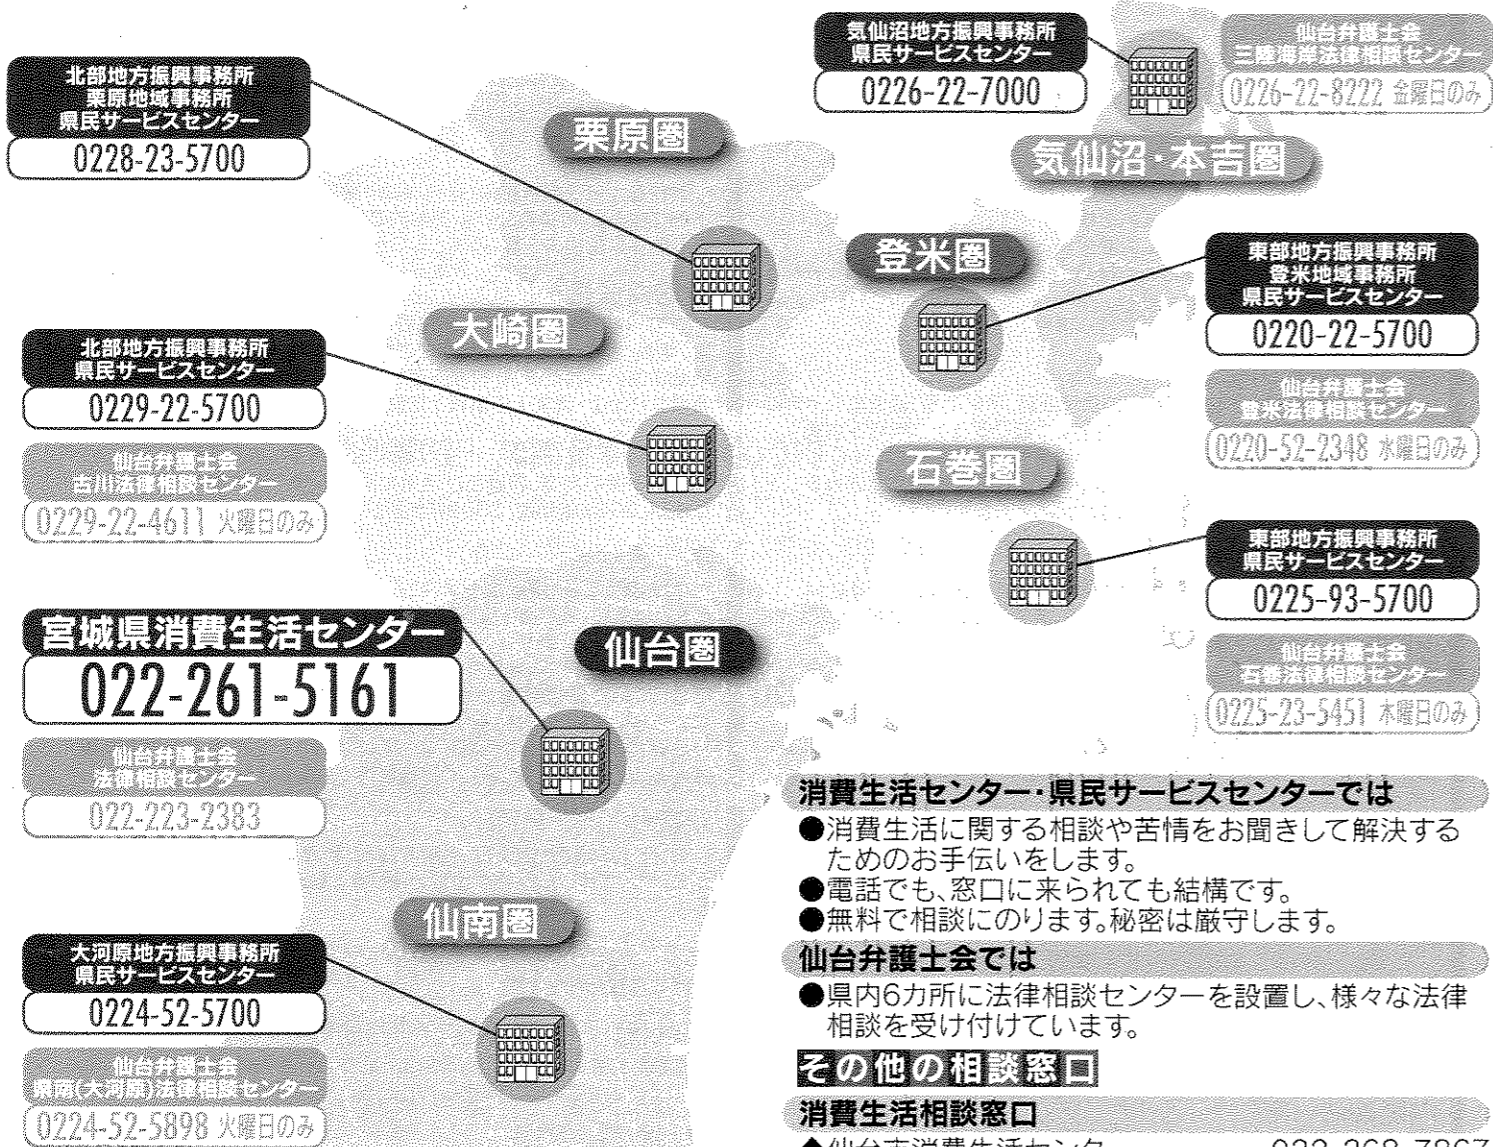 気仙沼地方振興事務所
県民サービスセンター
0226-22-7000
仙台弁護士会
三陸海岸法律相談センター
0226-22-8222 金曜日のみ
気仙沼・本吉圏
北部地方振興事務所
栗原地域事務所
県民サービスセンター
0228-23-5700
栗原圏
登米圏
東部地方振興事務所
登米地域事務所
県民サービスセンター
0220-22-5700
仙台弁護士会
登米法律相談センター
0220-52-2348 水曜日のみ
大崎圏
北部地方振興事務所
県民サービスセンター
0229-22-5700
仙台弁護士会
古川法律相談センター
0229-22-4611 火曜日のみ
石巻圏
東部地方振興事務所
県民サービスセンター
0225-93-5700
仙台弁護士会
石巻法律相談センター
0225-23-5451 木曜日のみ
宮城県消費生活センター
022-261-5161
仙台圏
仙台弁護士会
法律相談センター
022-223-2383
仙南圏
大河原地方振興事務所
県民サービスセンター
0224-52-5700
仙台弁護士会
県南(大河原)法律相談センター
0224-52-5898 火曜日のみ
消費生活センター・県民サービスセンターでは
●消費生活に関する相談や苦情をお聞きして解決する
ためのお手伝いをします。
●電話でも、窓口に来られても結構です。
●無料で相談にのります。秘密は厳守します。
仙台弁護士会では
●県内6カ所に法律相談センターを設置し、様々な法律
相談を受け付けています。
その他の相談窓口
消費生活相談窓口
◆仙台市消費生活センター 022-268-7867